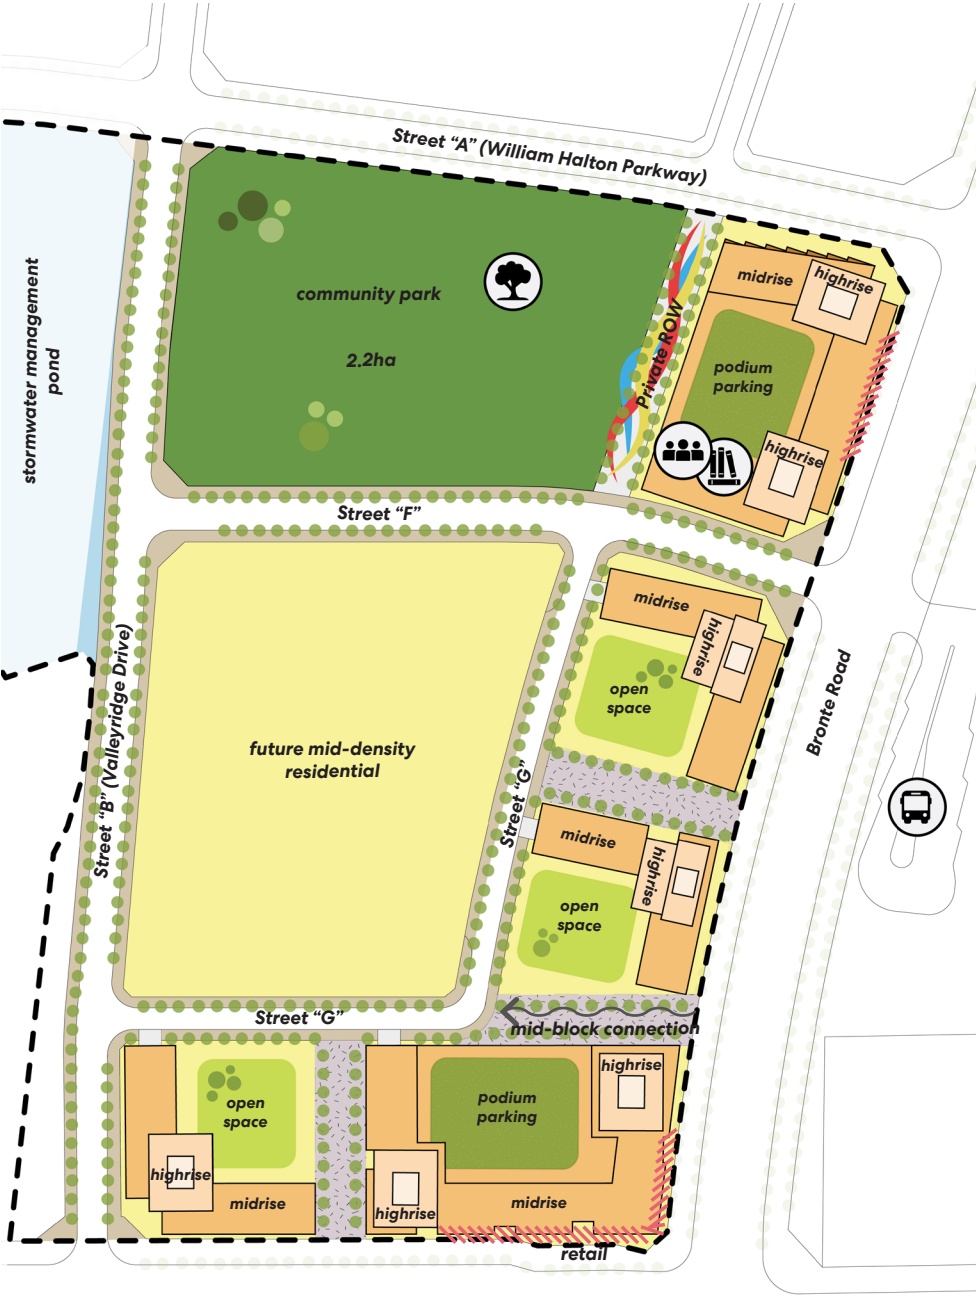 Street “A” (William Halton Parkway)
stormwater management
pond
community park
2.2ha
Private ROW
midrise
highrise
podium
parking
highrise
Street “F”
midrise
highrise
open
space
Street “B” (Valleyridge Drive)
future mid-density
residential
Street “G”
Bronte Road
midrise
highrise
open
space
Street “G”
mid-block connection
open
space
highrise
midrise
podium
parking
highrise
highrise
midrise
retail